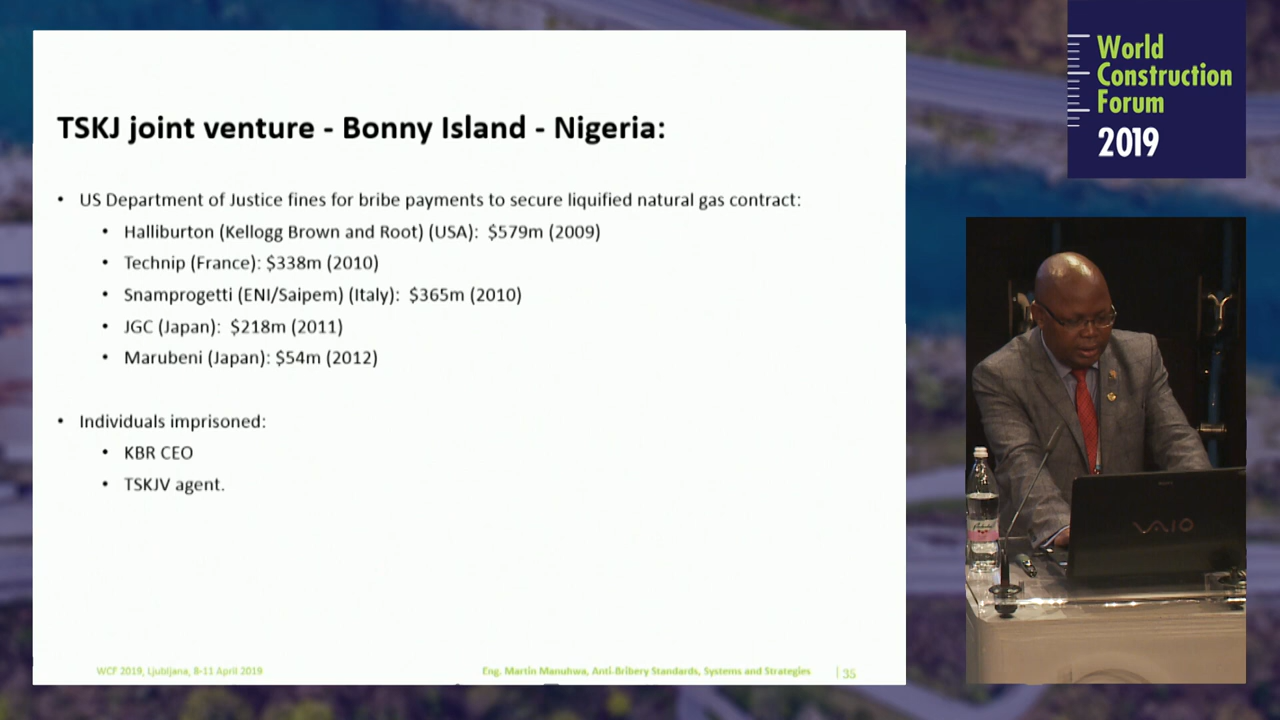 TSKJ joint venture - Bonny Island - Nigeria:
• US Department of Justice fines for bribe payments to secure liquified natural gas contract:
• Halliburton (Kellogg Brown and Root) (USA): $579m (2009)
• Technip (France): $338m (2010)
• Snamprogetti (ENI/Saipem) (Italy): $365m (2010)
• JGC (Japan): $218m (2011)
• Marubeni (Japan): $54m (2012)
• Individuals imprisoned:
• KBR CEO
• TSKJV agent.
WCF 2019, Ljubljana, 8-11 April 2019
Eng. Martin Manuhwa, Anti-Bribery Standards, Systems and Strategies
35
World
Construction
Forum
2019
VAIO